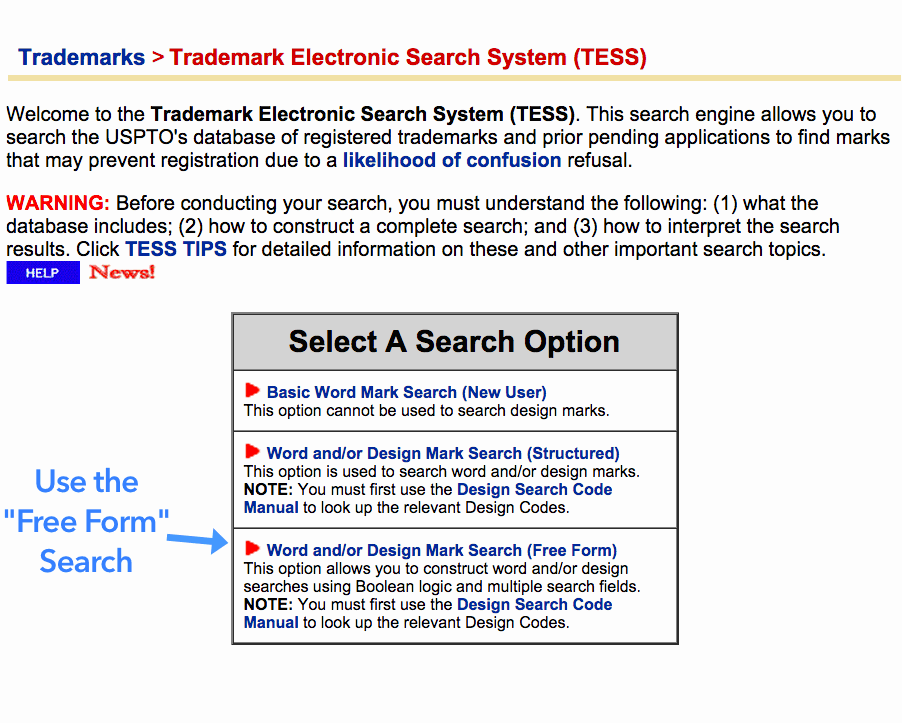 Trademarks > Trademark Electronic Search System (TESS)
Welcome to the Trademark Electronic Search System (TESS). This search engine allows you to
search the USPTO's database of registered trademarks and prior pending applications to find marks
that may prevent registration due to a likelihood of confusion refusal.
WARNING: Before conducting your search, you must understand the following: (1) what the
database includes; (2) how to construct a complete search; and (3) how to interpret the search
results. Click TESS TIPS for detailed information on these and other important search topics.
HELP News!
Select A Search Option
Basic Word Mark Search (New User)
This option cannot be used to search design marks.
Word and/or Design Mark Search (Structured)
This option is used to search word and/or design marks.
NOTE: You must first use the Design Search Code
Manual to look up the relevant Design Codes.
Use the
"Free Form"
Search
Word and/or Design Mark Search (Free Form)
This option allows you to construct word and/or design
searches using Boolean logic and multiple search fields.
NOTE: You must first use the Design Search Code
Manual to look up the relevant Design Codes.